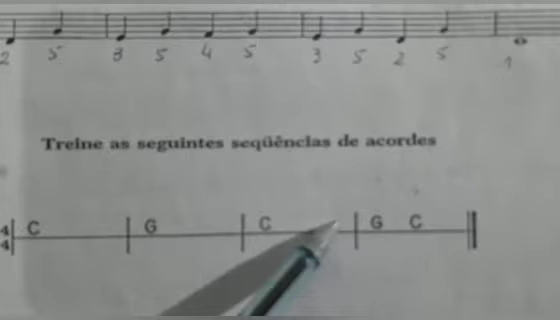 2 5 3 5 4 5 3 5 2 5 1
Treine as seguintes seqüências de acordes
4 4 C G C G C